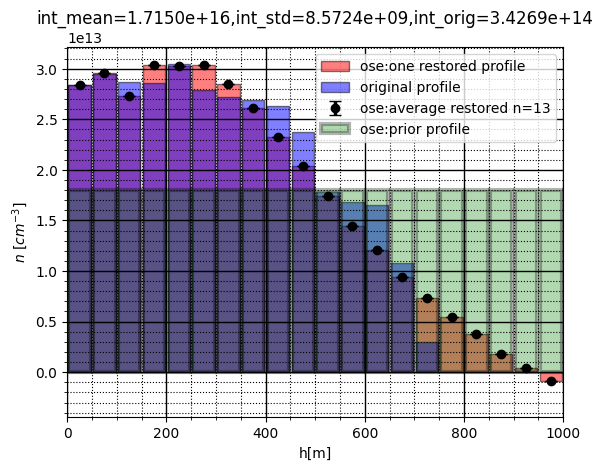 int_mean=1.7150e+16,int_std=8.5724e+09,int_orig=3.4269e+14
1e13
ose:one restored profile
original profile
ose:average restored n=13
ose:prior profile
3.0
2.5
2.0
1.5
1.0
0.5
0.0
n [cm⁻³]
0 200 400 600 800 1000
h[m]